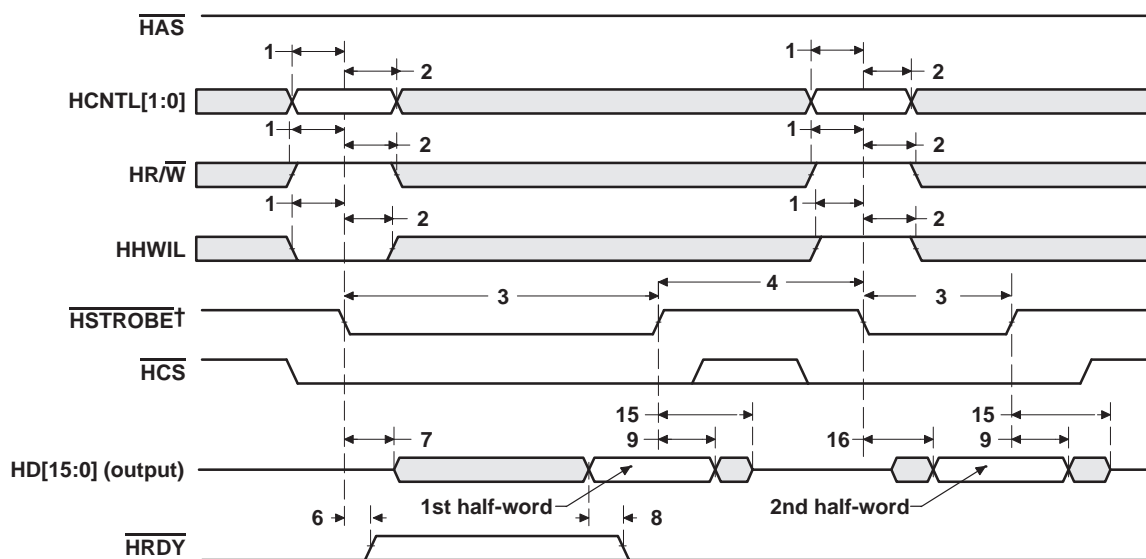 HAS
1
1
2
2
HCNTL[1:0]
1
1
2
2
HR/W
1
1
2
2
HHWIL
3
4
3
HSTROBE†
HCS
15
15
7
9
16
9
HD[15:0] (output)
1st half-word
2nd half-word
6
8
HRDY